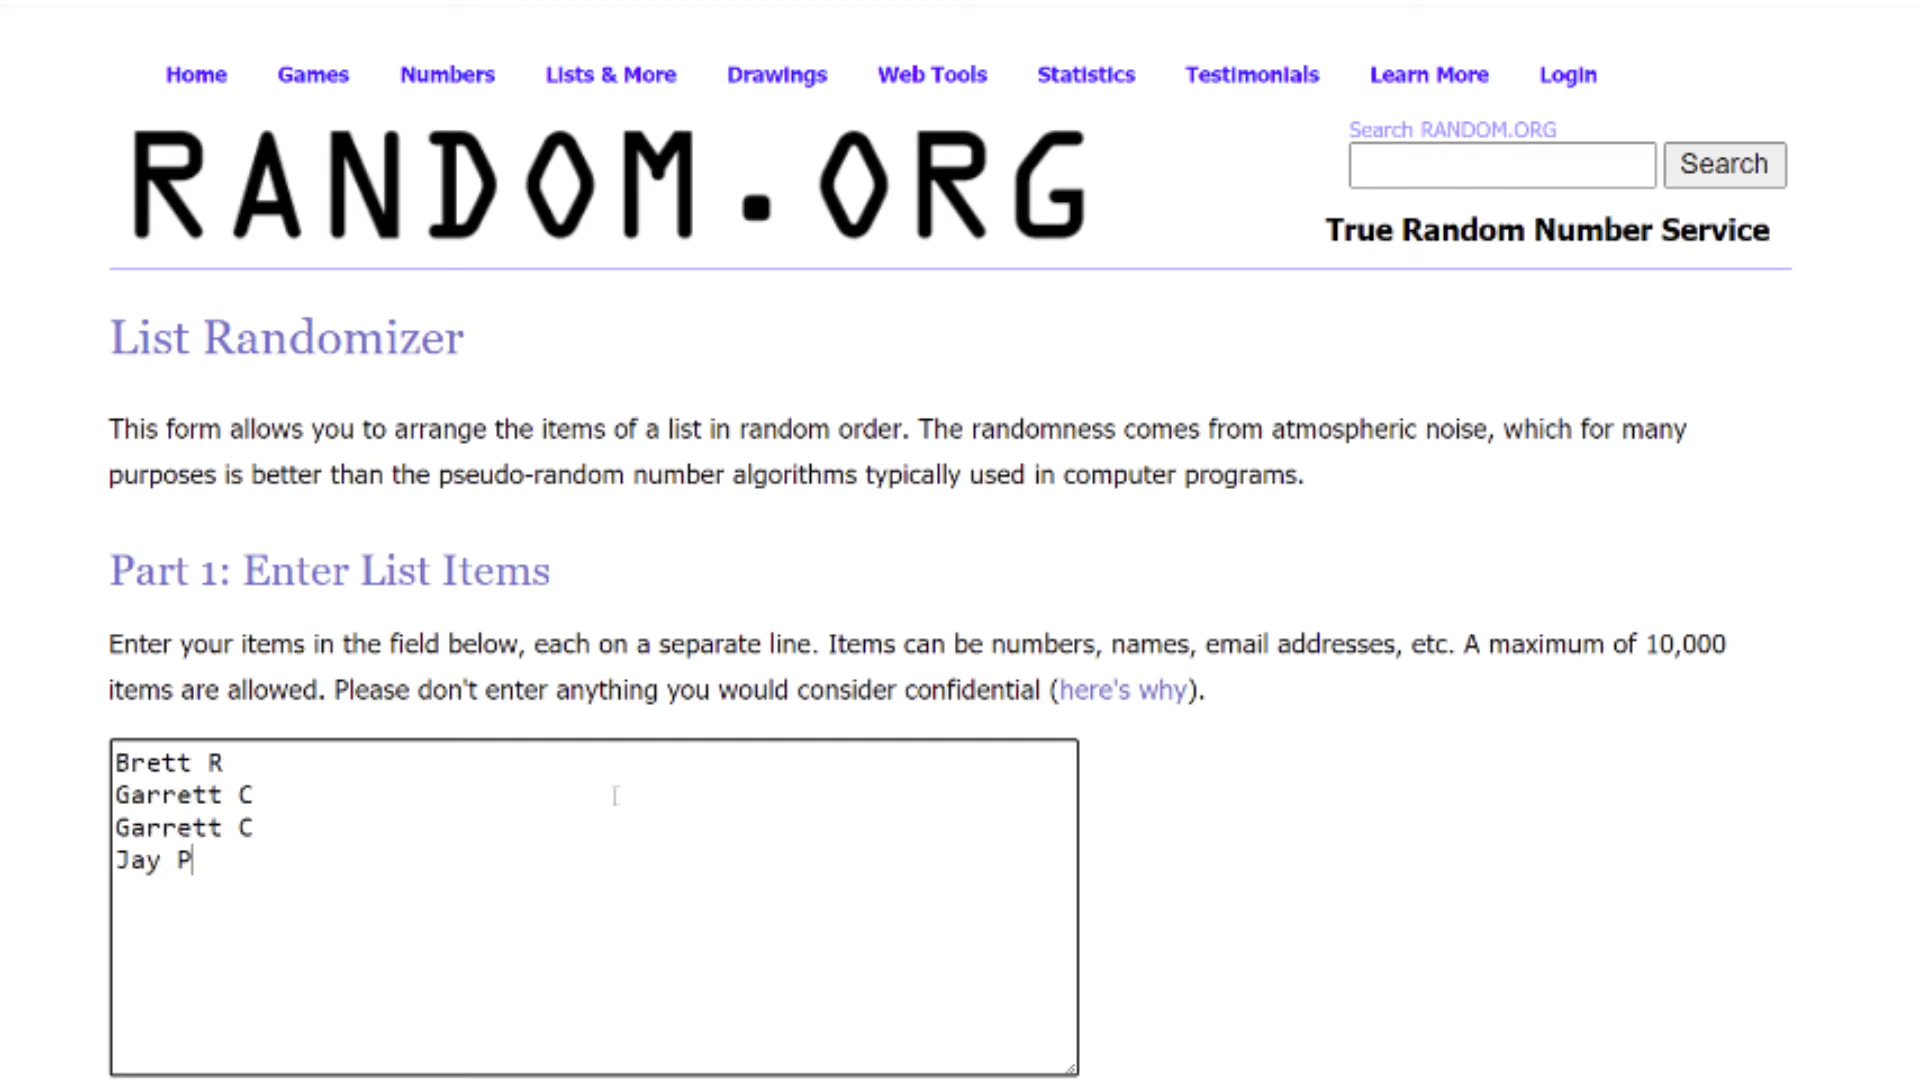 Home Games Numbers Lists & More Drawings Web Tools Statistics Testimonials Learn More Login
RANDOM.ORG
Search RANDOM.ORG
Search
True Random Number Service
List Randomizer
This form allows you to arrange the items of a list in random order. The randomness comes from atmospheric noise, which for many
purposes is better than the pseudo-random number algorithms typically used in computer programs.
Part 1: Enter List Items
Enter your items in the field below, each on a separate line. Items can be numbers, names, email addresses, etc. A maximum of 10,000
items are allowed. Please don't enter anything you would consider confidential (here's why).
Brett R
Garrett C
Garrett C
Jay P